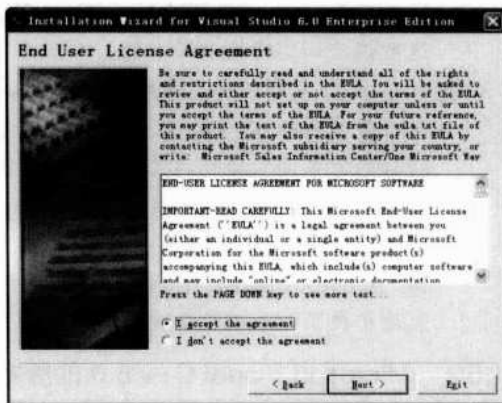 Installation Wizard for Visual Studio 6.0 Enterprise Edition
End User License Agreement
Be sure to carefully read and understand all of the rights
and restrictions described in the EULA. You will be asked to
review and either accept or not accept the terms of the EULA.
This product will not set up on your computer unless or until
you accept the terms of the EULA. For your future reference,
you may print the text of the EULA from the eula.txt file of
this product. You may also receive a copy of this EULA by
contacting the Microsoft subsidiary serving your country, or
write: Microsoft Sales Information Center/One Microsoft Way
END-USER LICENSE AGREEMENT FOR MICROSOFT SOFTWARE
IMPORTANT-READ CAREFULLY: This Microsoft End-User License
Agreement (''EULA'') is a legal agreement between you
(either an individual or a single entity) and Microsoft
Corporation for the Microsoft software product(s)
accompanying this EULA, which include(s) computer software
and may include "online" or electronic documentation
Press the PAGE DOWN key to see more text...
I accept the agreement
I don't accept the agreement
< Back
Next >
Exit